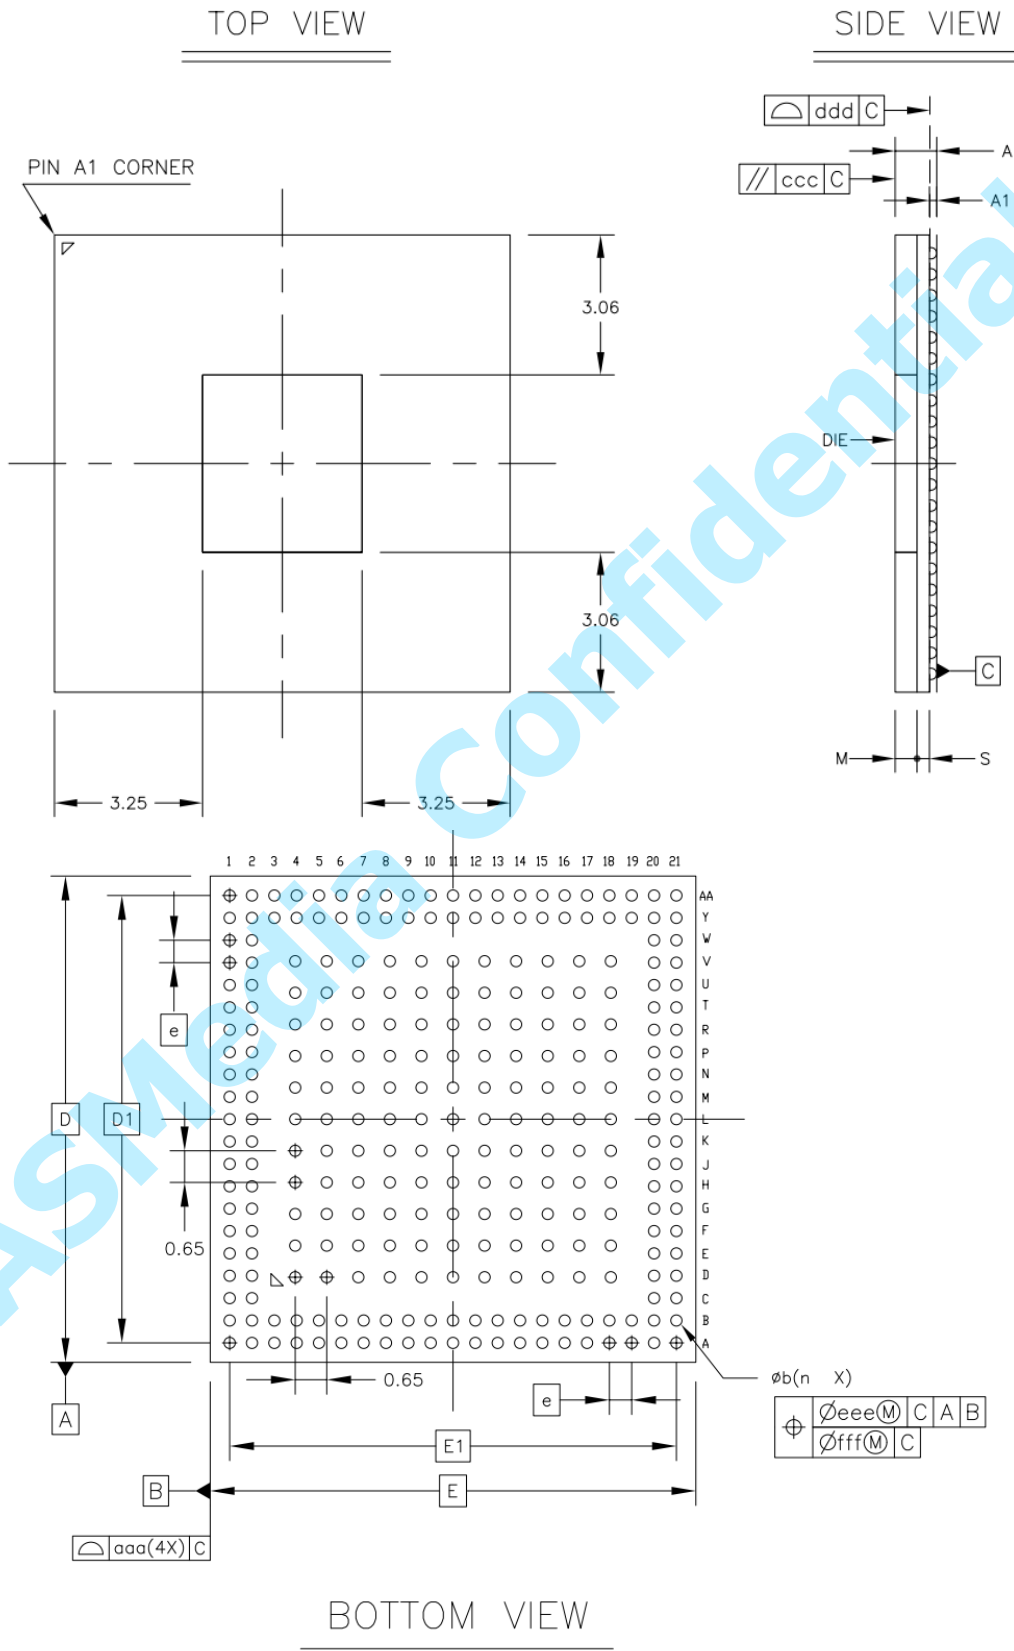 TOP VIEW
SIDE VIEW
ddd C
A
// ccc C
A1
PIN A1 CORNER
3.06
DIE
3.06
C
M
S
3.25
3.25
1 2 3 4 5 6 7 8 9 10 11 12 13 14 15 16 17 18 19 20 21
AA
Y
W
V
U
T
R
P
N
M
L
K
J
H
G
F
E
D
C
B
A
e
D
D1
0.65
0.65
e
A
E1
B
E
øb(n X)
Øeee Ⓜ C A B
Øfff Ⓜ C
aaa(4X) C
BOTTOM VIEW
ASMedia Confidential